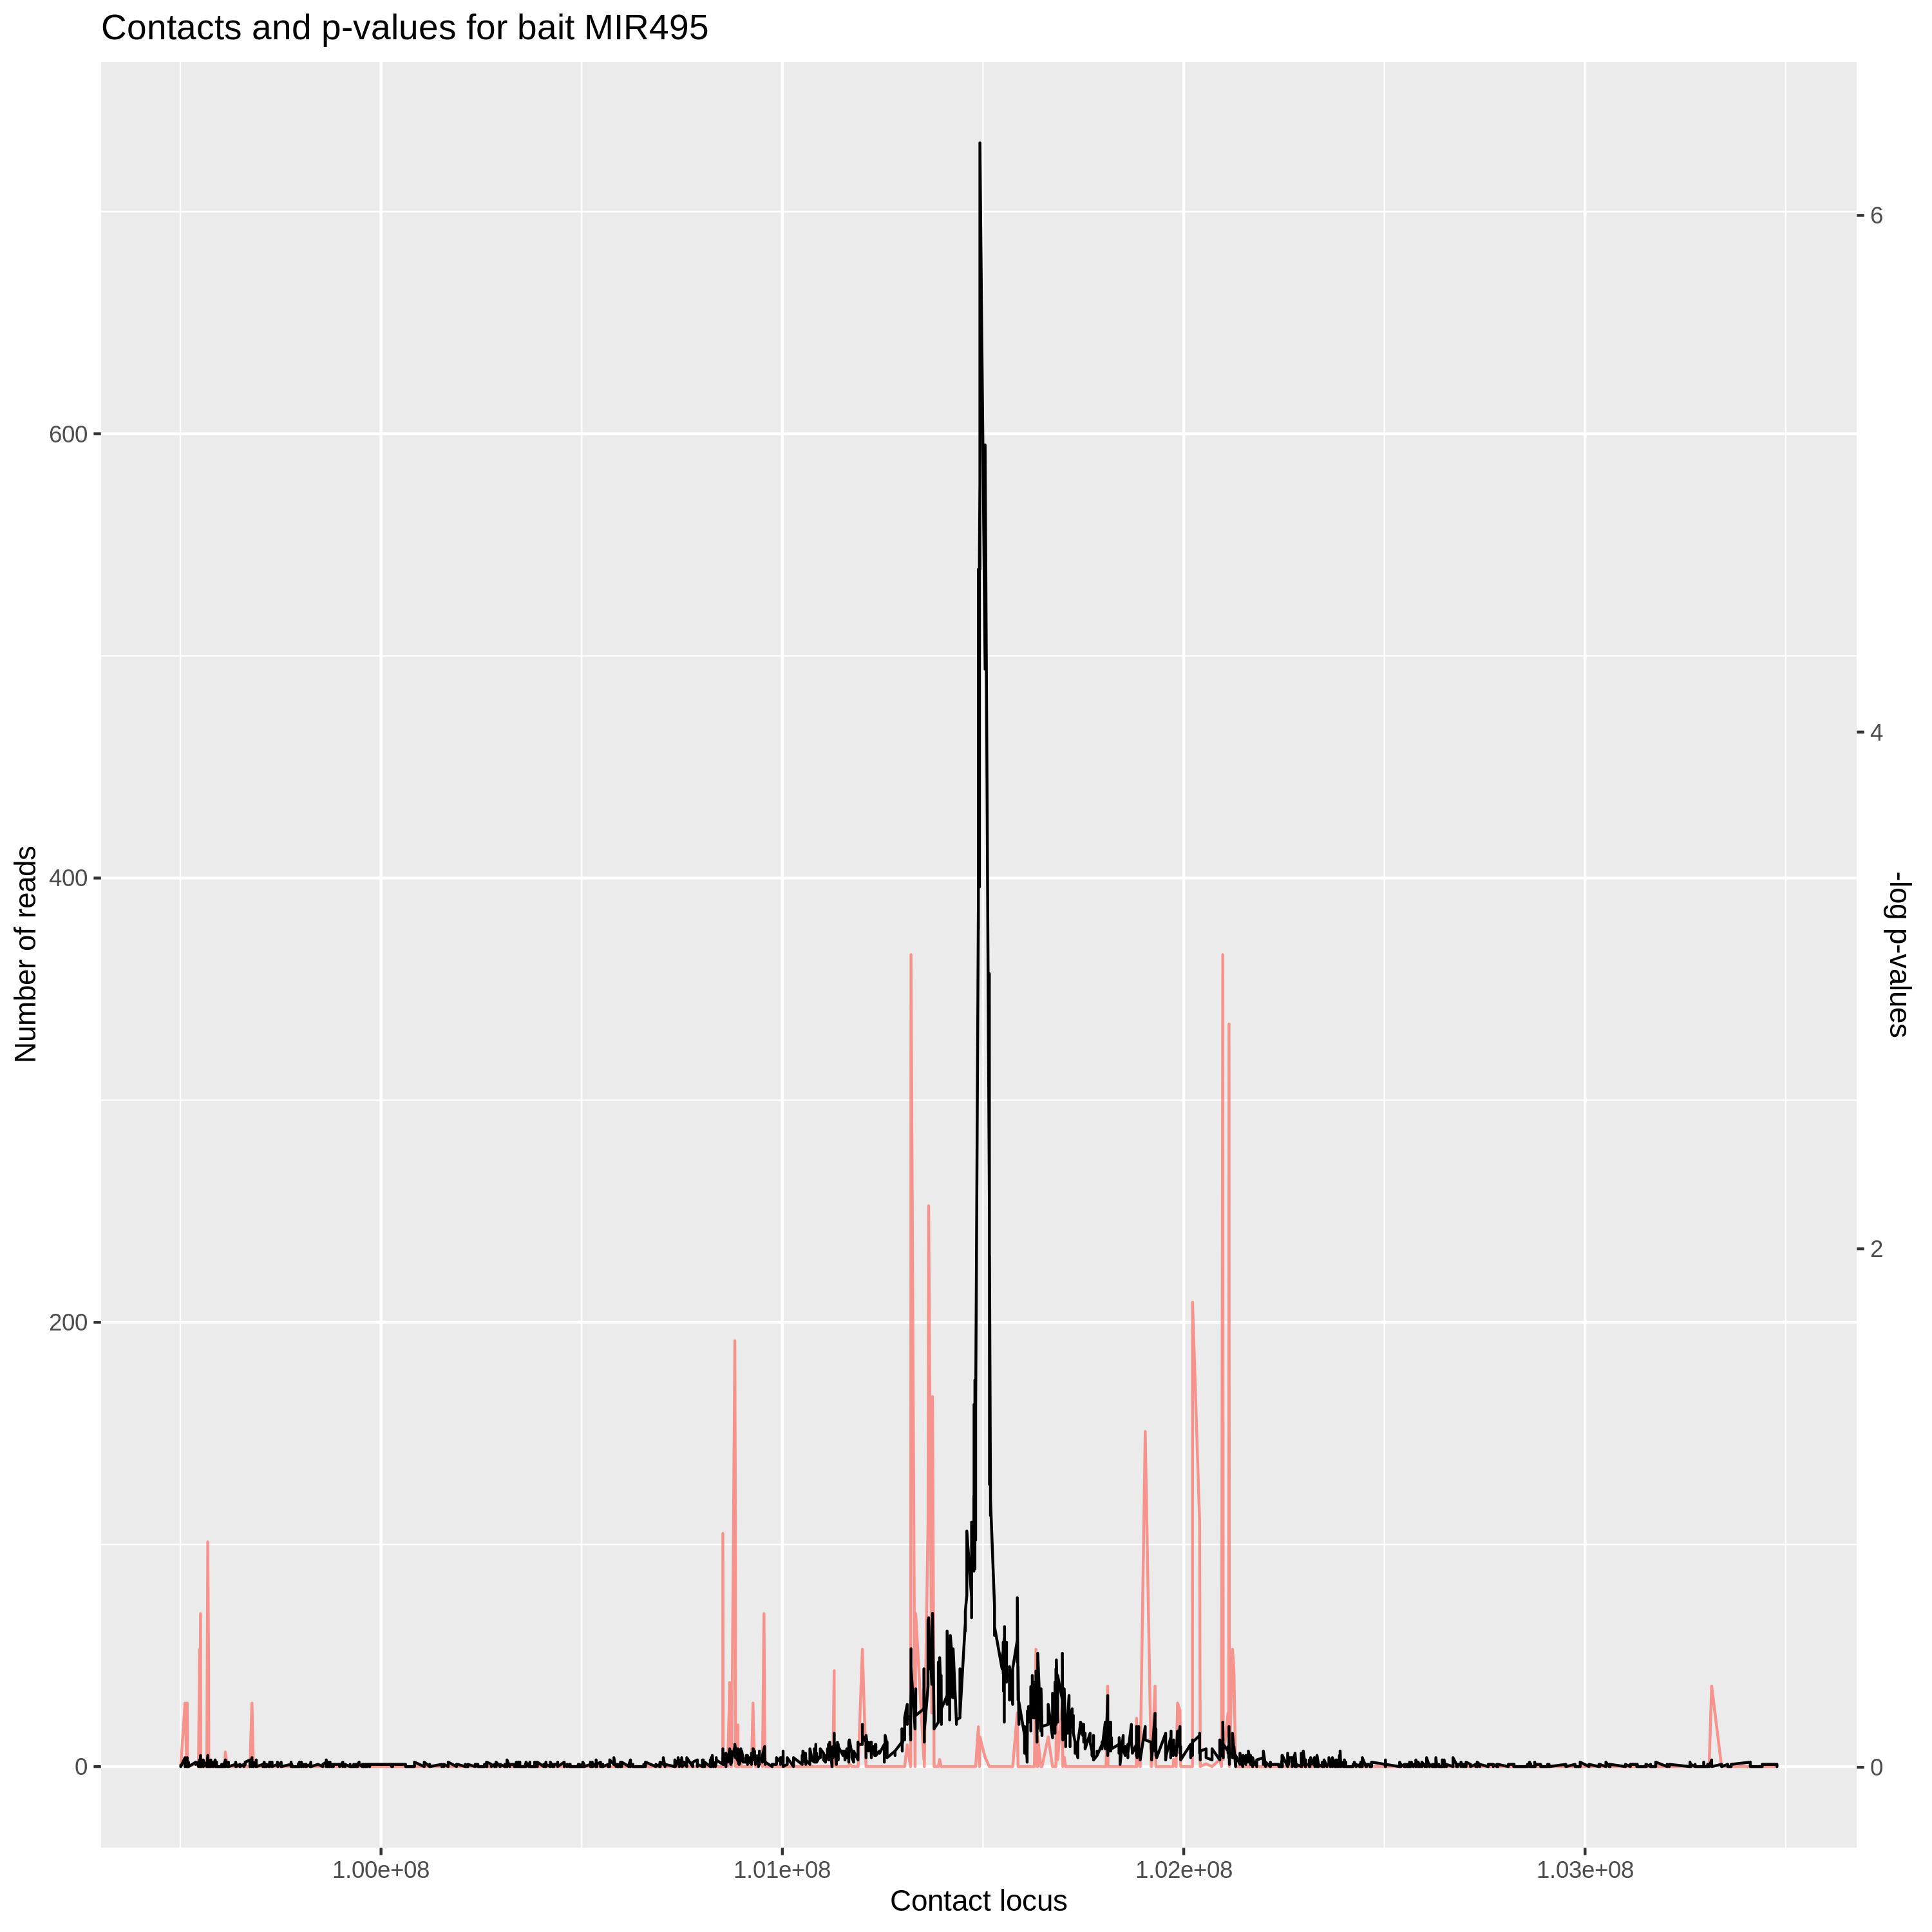 Contacts and p-values for bait MIR495
Number of reads
600
400
200
0
6
4
2
0
-log p-values
1.00e+08
1.01e+08
1.02e+08
1.03e+08
Contact locus